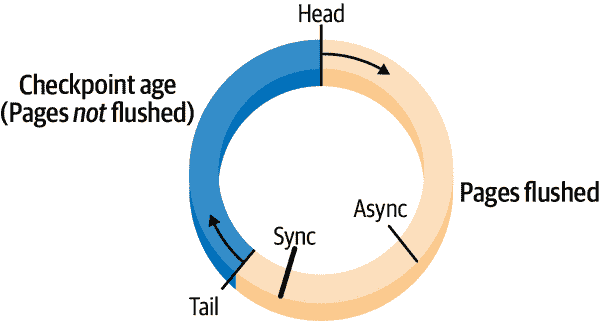 Head
Checkpoint age
(Pages not flushed)
Pages flushed
Async
Sync
Tail